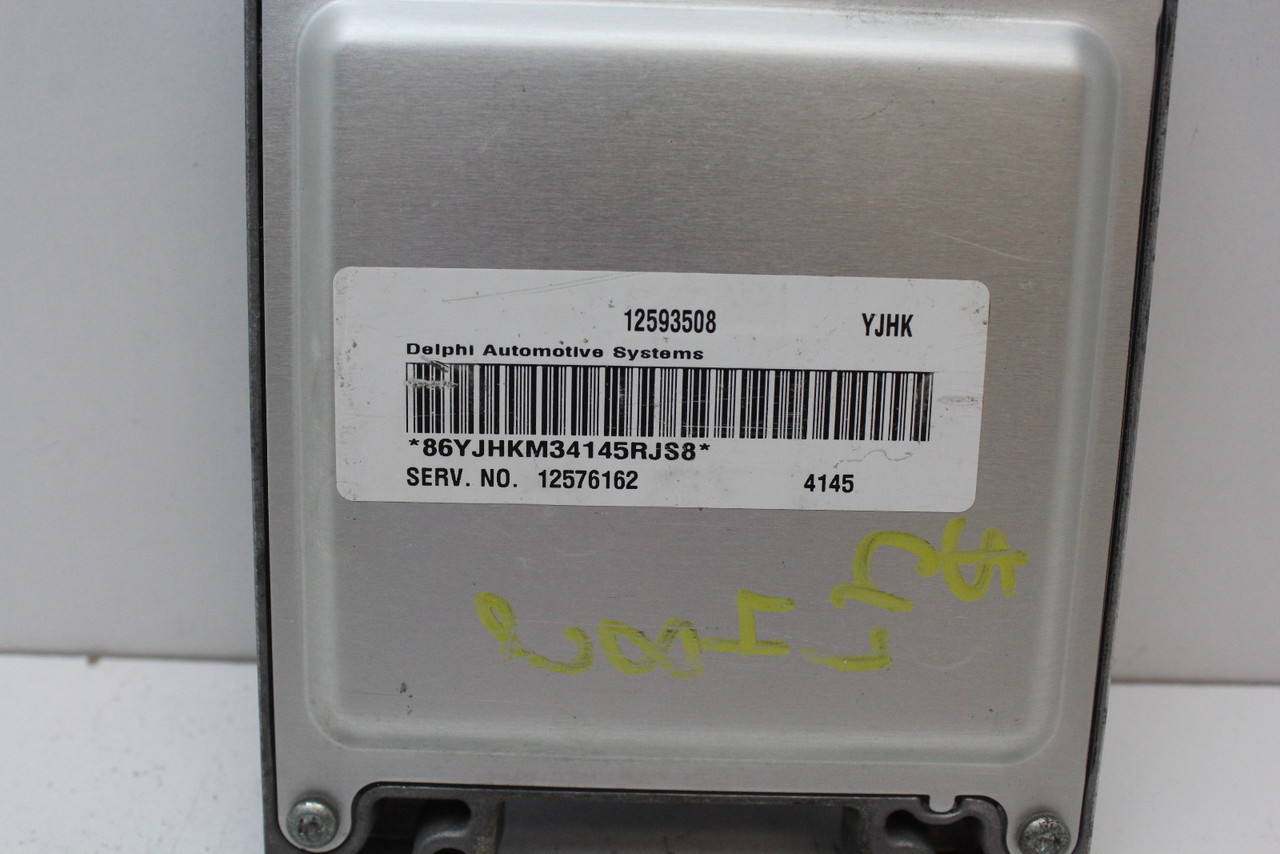 12593508 YJHK
Delphi Automotive Systems
*86YJHKM34145RJS8*
SERV. NO. 12576162 4145